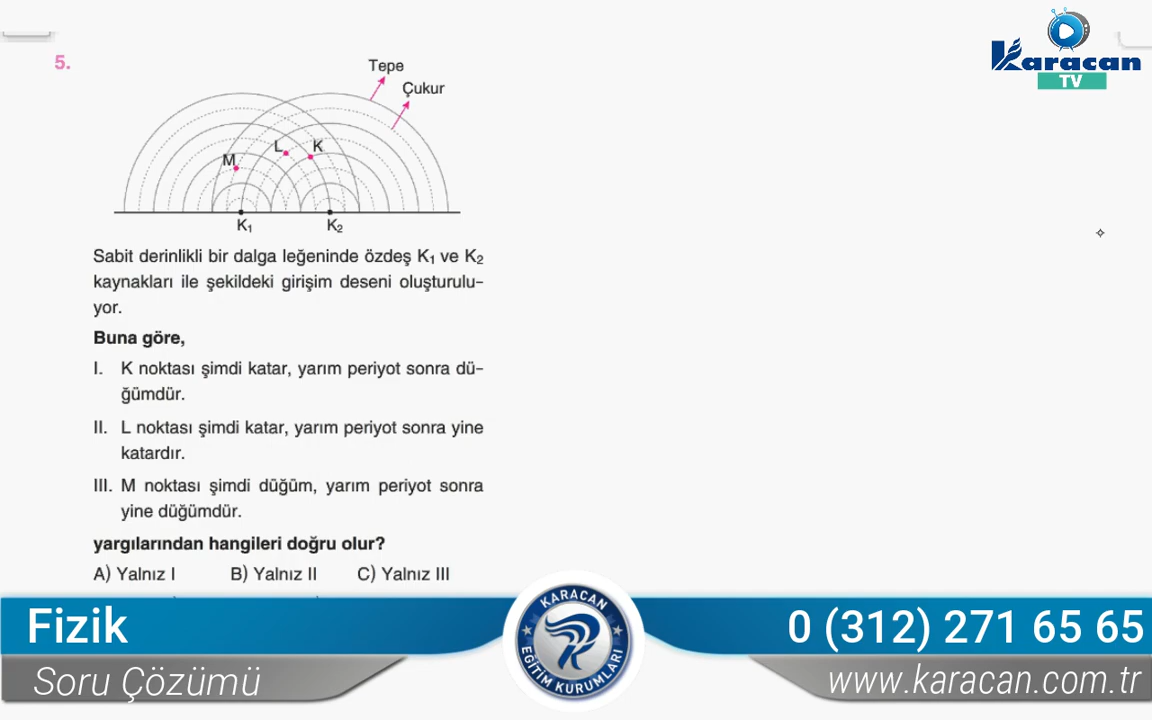 Karacan
TV
5.
Tepe
Çukur
L
K
M
K1
K2
Sabit derinlikli bir dalga leğeninde özdeş K1 ve K2
kaynakları ile şekildeki girişim deseni oluşturulu-
yor.
Buna göre,
I. K noktası şimdi katar, yarım periyot sonra dü-
ğümdür.
II. L noktası şimdi katar, yarım periyot sonra yine
katardır.
III. M noktası şimdi düğüm, yarım periyot sonra
yine düğümdür.
yargılarından hangileri doğru olur?
A) Yalnız I B) Yalnız II C) Yalnız III
Fizik
Soru Çözümü
KARACAN
EĞİTİM KURUMLARI
0 (312) 271 65 65
www.karacan.com.tr